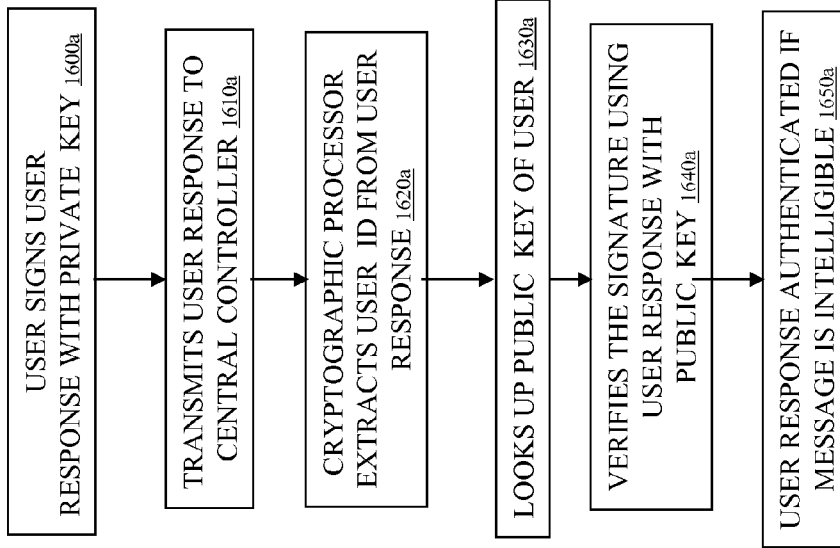 USER SIGNS USER
RESPONSE WITH PRIVATE KEY 1600a
TRANSMITS USER RESPONSE TO
CENTRAL CONTROLLER 1610a
CRYPTOGRAPHIC PROCESSOR
EXTRACTS USER ID FROM USER
RESPONSE 1620a
LOOKS UP PUBLIC KEY OF USER 1630a
VERIFIES THE SIGNATURE USING
USER RESPONSE WITH
PUBLIC KEY 1640a
USER RESPONSE AUTHENTICATED IF
MESSAGE IS INTELLIGIBLE 1650a